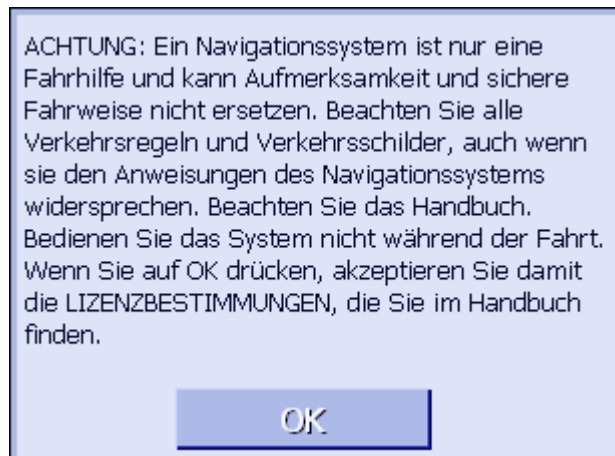 ACHTUNG: Ein Navigationssystem ist nur eine
Fahrhilfe und kann Aufmerksamkeit und sichere
Fahrweise nicht ersetzen. Beachten Sie alle
Verkehrsregeln und Verkehrsschilder, auch wenn
sie den Anweisungen des Navigationssystems
widersprechen. Beachten Sie das Handbuch.
Bedienen Sie das System nicht während der Fahrt.
Wenn Sie auf OK drücken, akzeptieren Sie damit
die LIZENZBESTIMMUNGEN, die Sie im Handbuch
finden.
OK